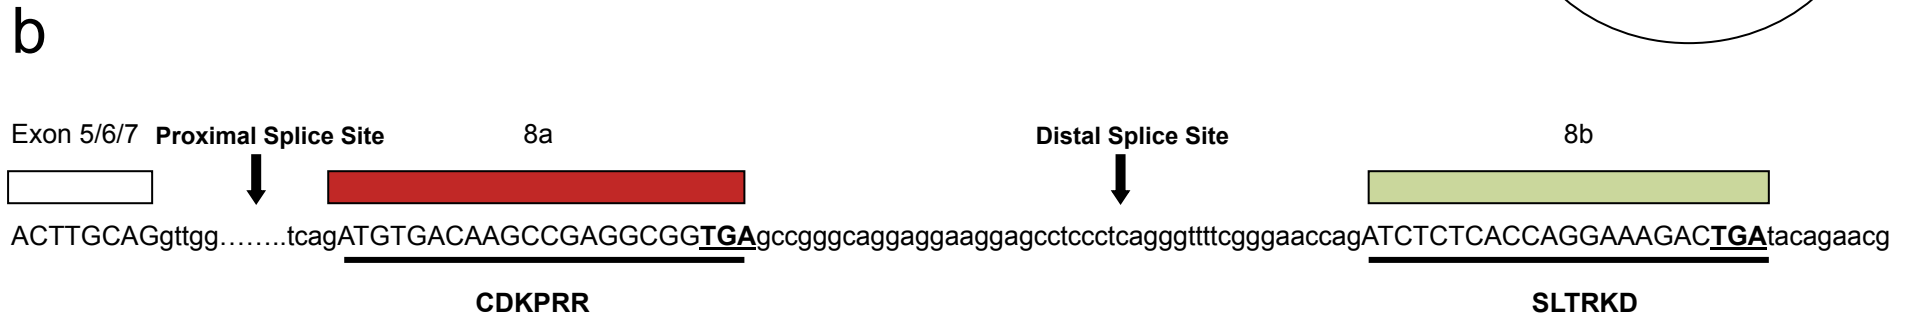 b
Exon 5/6/7 Proximal Splice Site 8a Distal Splice Site 8b
ACTTGCAGgttgg........tcagATGTGACAAGCCGAGGCGGTGAgccgggcaggaggaaggagcctccctcagggttttcgggaaccagATCTCTCACCAGGAAAGACTGAtacagaacg
CDKPRR SLTRKD